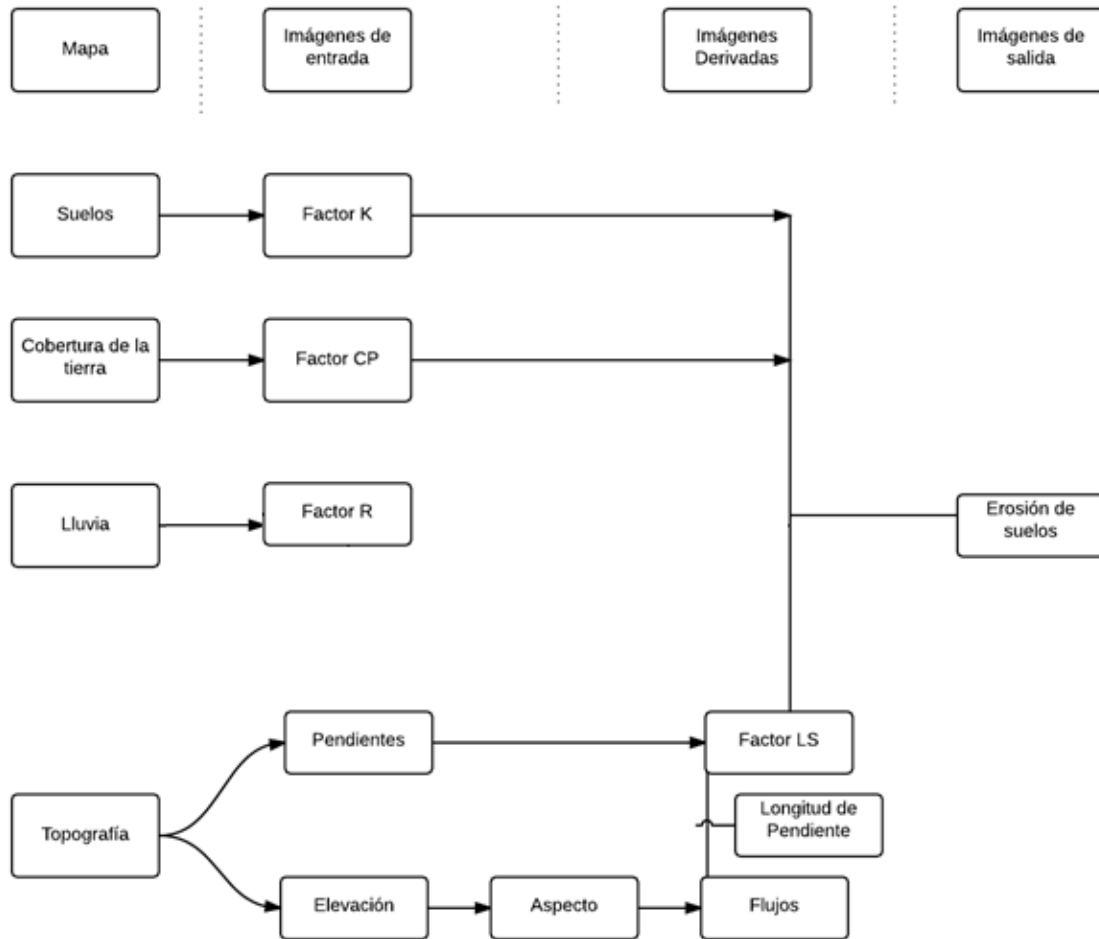 Mapa
Imágenes de
entrada
Imágenes
Derivadas
Imágenes de
salida
Suelos
Factor K
Cobertura de la
tierra
Factor CP
Lluvia
Factor R
Erosión de
suelos
Pendientes
Factor LS
Topografía
Longitud de
Pendiente
Elevación
Aspecto
Flujos